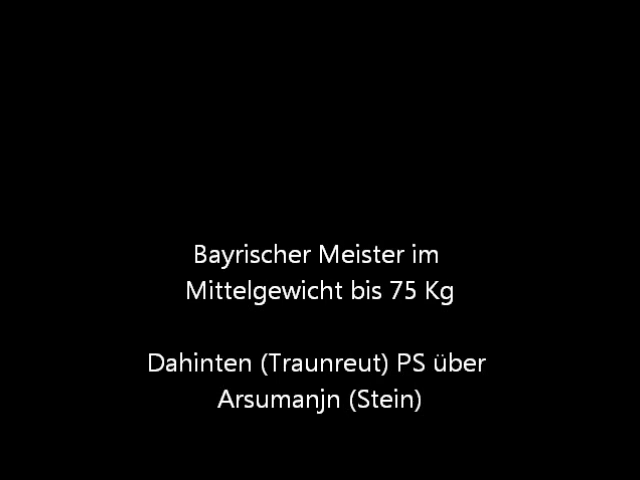 Bayrischer Meister im
Mittelgewicht bis 75 Kg
Dahinten (Traunreut) PS über
Arsumanjn (Stein)